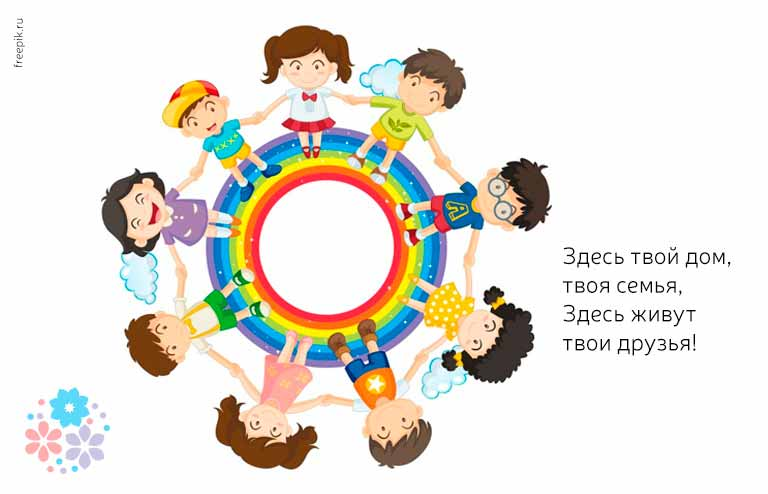 freepik.ru
Здесь твой дом,
твоя семья,
Здесь живут
твои друзья!
A